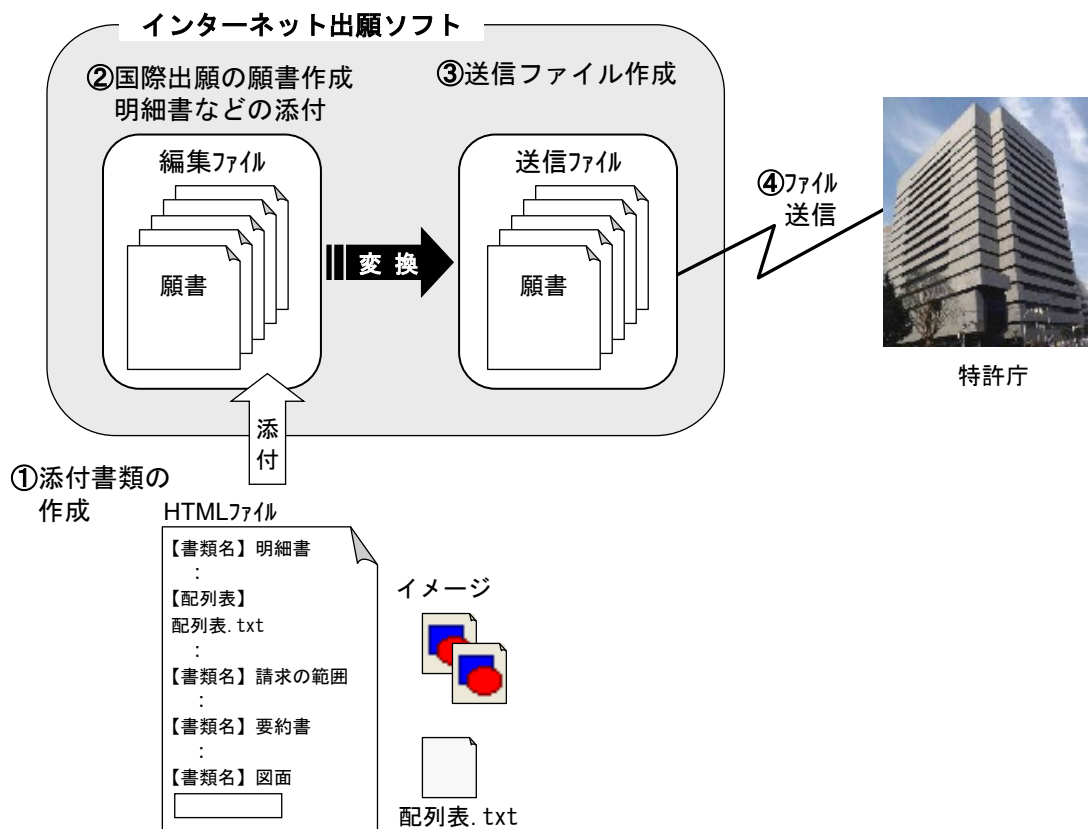 インターネット出願ソフト
②国際出願の願書作成
明細書などの添付
③送信ファイル作成
編集ファイル
願書
変 換
送信ファイル
願書
④ファイル
送信
特許庁
添
付
①添付書類の
作成
HTMLファイル
【書類名】明細書
:
【配列表】
配列表.txt
:
【書類名】請求の範囲
:
【書類名】要約書
:
【書類名】図面
イメージ
配列表.txt